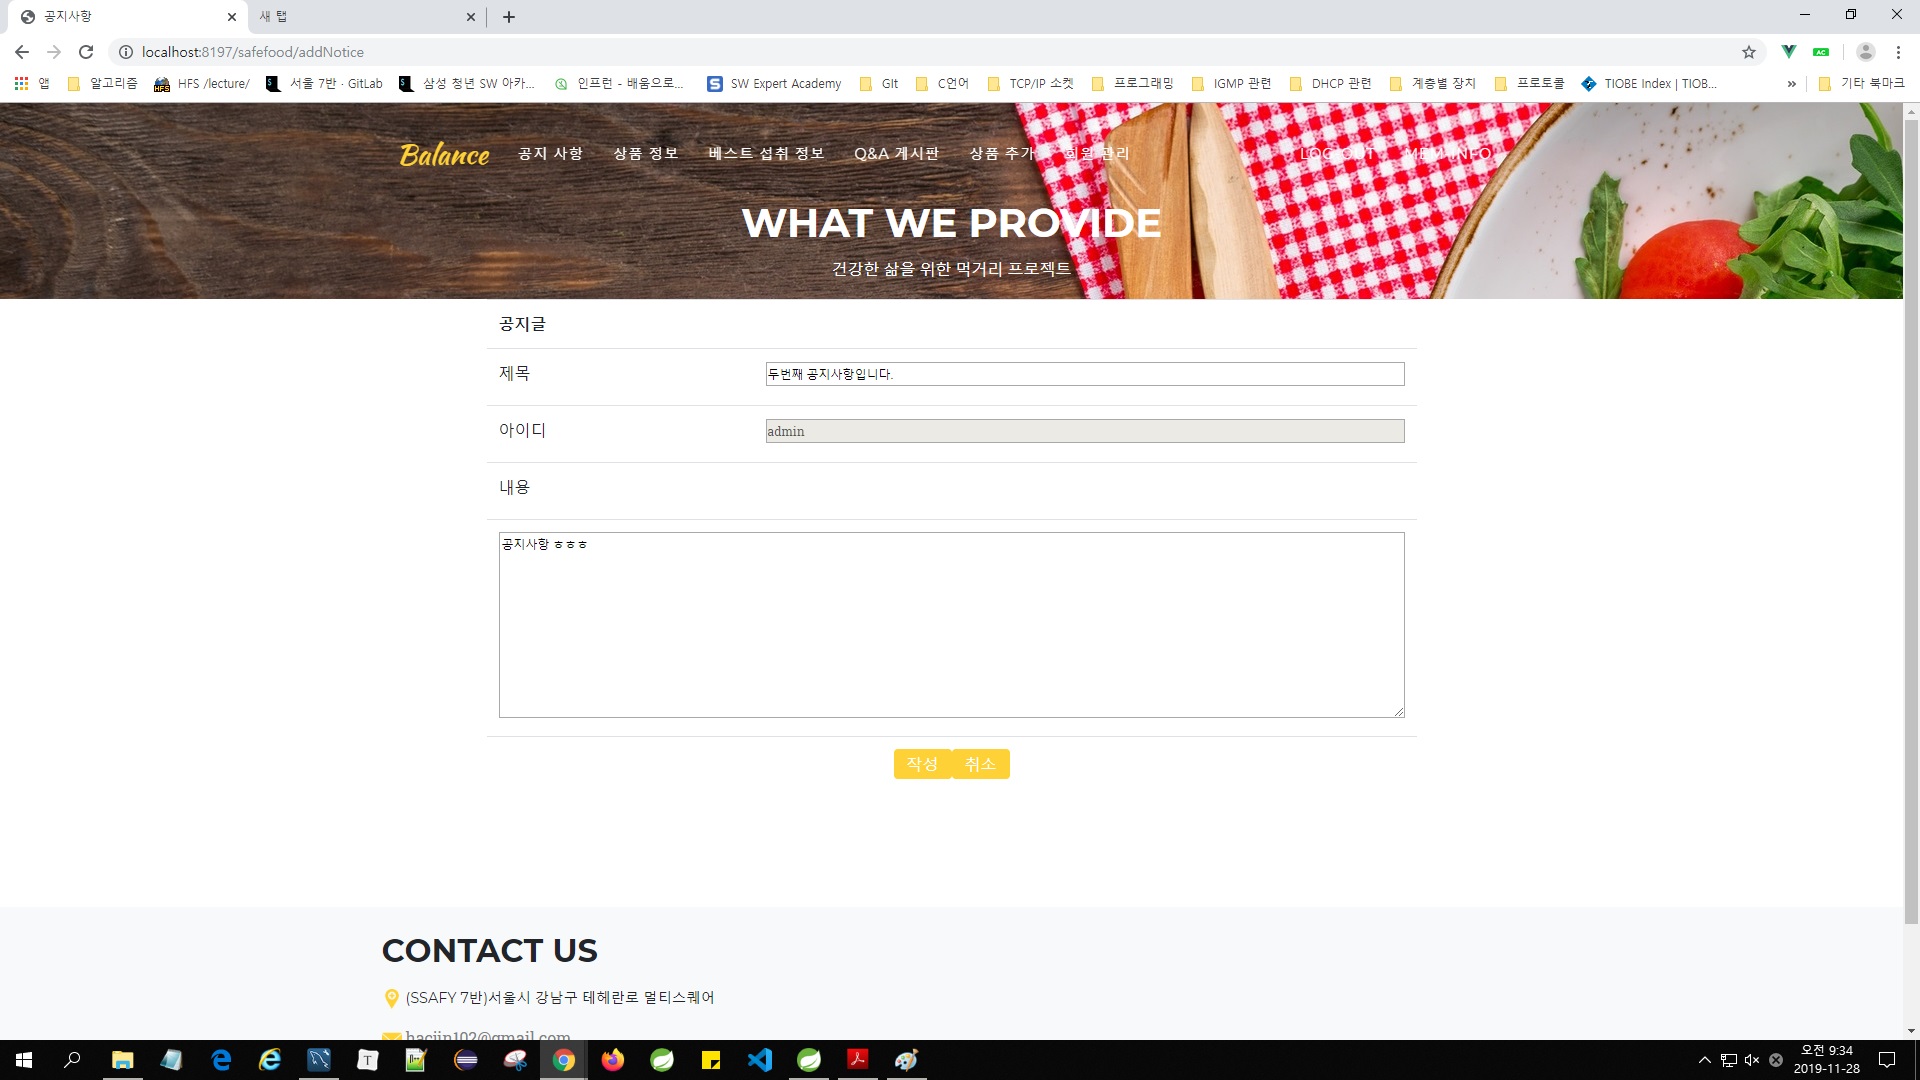 공지사항
새 탭
localhost:8197/safefood/addNotice
앱 알고리즘 HFS /lecture/ 서울 7반 · GitLab 삼성 청년 SW 아카... 인프런 - 배움으로... SW Expert Academy GIt C언어 TCP/IP 소켓 프로그래밍 IGMP 관련 DHCP 관련 계층별 장치 프로토콜 TIOBE Index | TIOB... » 기타 북마크
Balance 공지 사항 상품 정보 베스트 섭취 정보 Q&A 게시판 상품 추가 회원 관리 LOG OUT MEM INFO
WHAT WE PROVIDE
건강한 삶을 위한 먹거리 프로젝트
공지글
제목 두번째 공지사항입니다.
아이디 admin
내용
공지사항 ㅎㅎㅎ
작성 취소
CONTACT US
(SSAFY 7반)서울시 강남구 테헤란로 멀티스퀘어
오전 9:34
2019-11-28